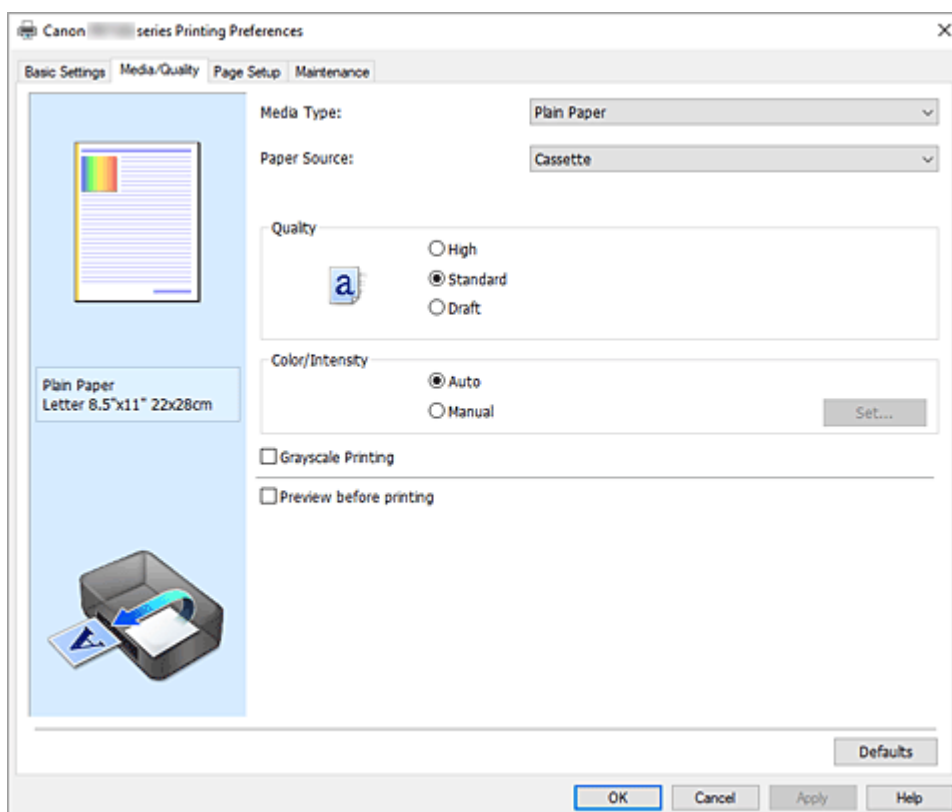 Canon series Printing Preferences
Basic Settings Media/Quality Page Setup Maintenance
Media Type: Plain Paper
Paper Source: Cassette
Quality
High
a Standard
Draft
Color/Intensity
Plain Paper
Letter 8.5"x11" 22x28cm
Auto
Manual Set...
Grayscale Printing
Preview before printing
A
Defaults
OK Cancel Apply Help